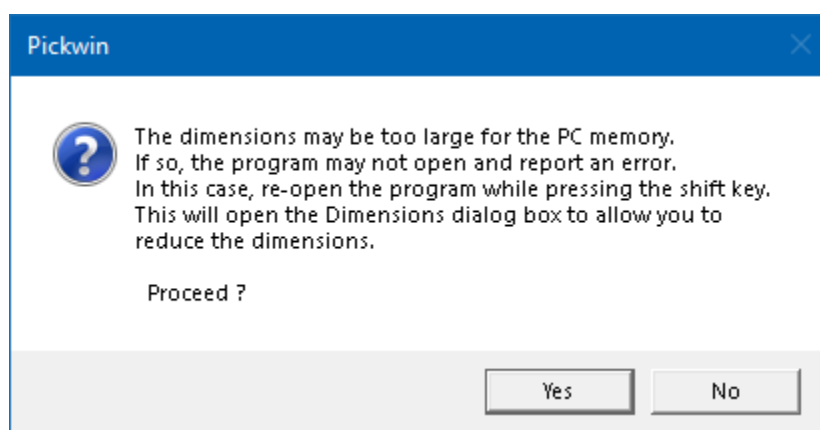 Pickwin
The dimensions may be too large for the PC memory.
If so, the program may not open and report an error.
In this case, re-open the program while pressing the shift key.
This will open the Dimensions dialog box to allow you to
reduce the dimensions.
Proceed ?
Yes
No